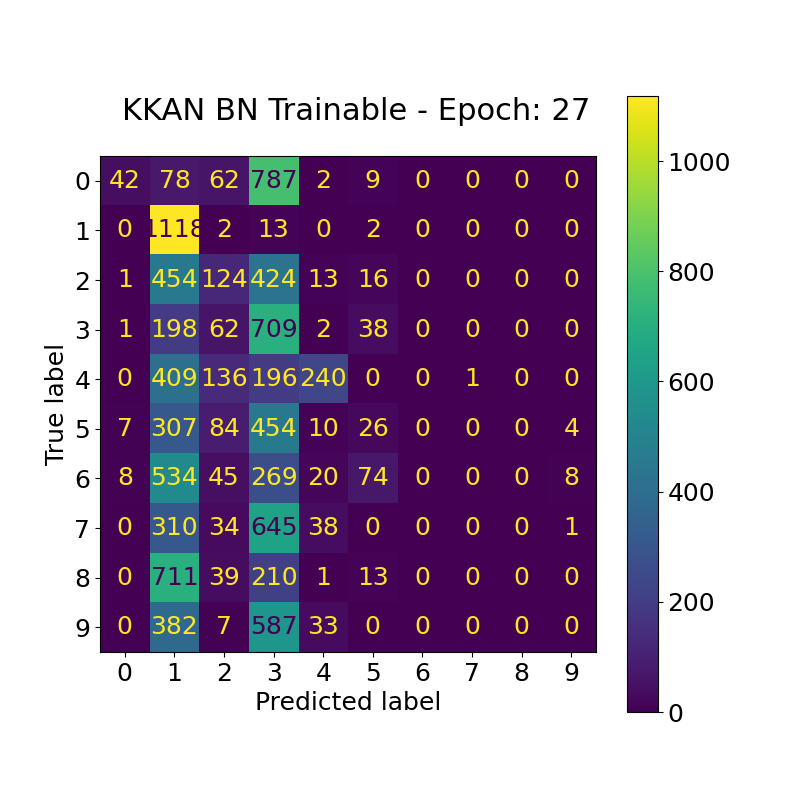 KKAN BN Trainable - Epoch: 27
0 42 78 62 787 2 9 0 0 0 0
1 0 1118 2 13 0 2 0 0 0 0
2 1 454 124 424 13 16 0 0 0 0
3 1 198 62 709 2 38 0 0 0 0
4 0 409 136 196 240 0 0 1 0 0
5 7 307 84 454 10 26 0 0 0 4
6 8 534 45 269 20 74 0 0 0 8
7 0 310 34 645 38 0 0 0 0 1
8 0 711 39 210 1 13 0 0 0 0
9 0 382 7 587 33 0 0 0 0 0
0 1 2 3 4 5 6 7 8 9
Predicted label
True label
1000
800
600
400
200
0